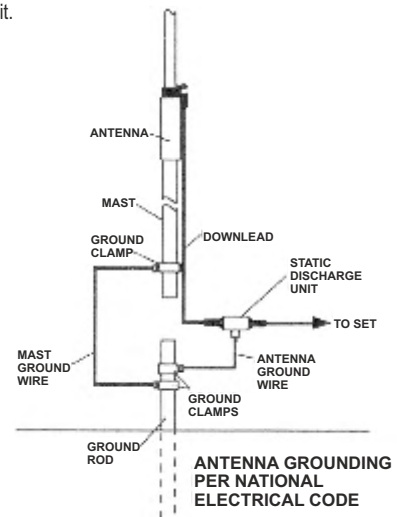 it.
ANTENNA
MAST
GROUND
CLAMP
DOWNLEAD
STATIC
DISCHARGE
UNIT
TO SET
MAST
GROUND
WIRE
ANTENNA
GROUND
WIRE
GROUND
CLAMPS
GROUND
ROD
ANTENNA GROUNDING
PER NATIONAL
ELECTRICAL CODE